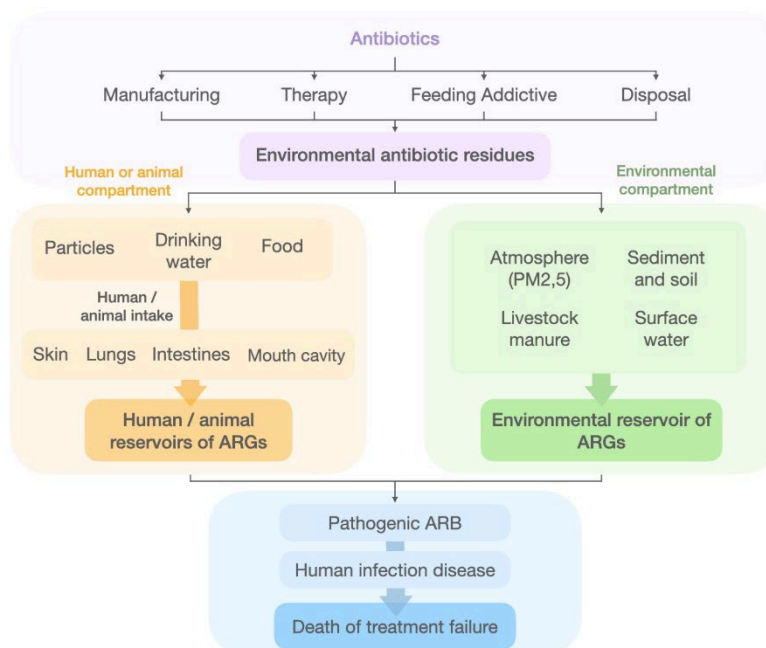 Antibiotics
Manufacturing
Therapy
Feeding Addictive
Disposal
Environmental antibiotic residues
Human or animal
compartment
Environmental
compartment
Particles
Drinking
water
Food
Human /
animal intake
Skin
Lungs
Intestines
Mouth cavity
Human / animal
reservoirs of ARGs
Atmosphere
(PM2,5)
Sediment
and soil
Livestock
manure
Surface
water
Environmental reservoir of
ARGs
Pathogenic ARB
Human infection disease
Death of treatment failure